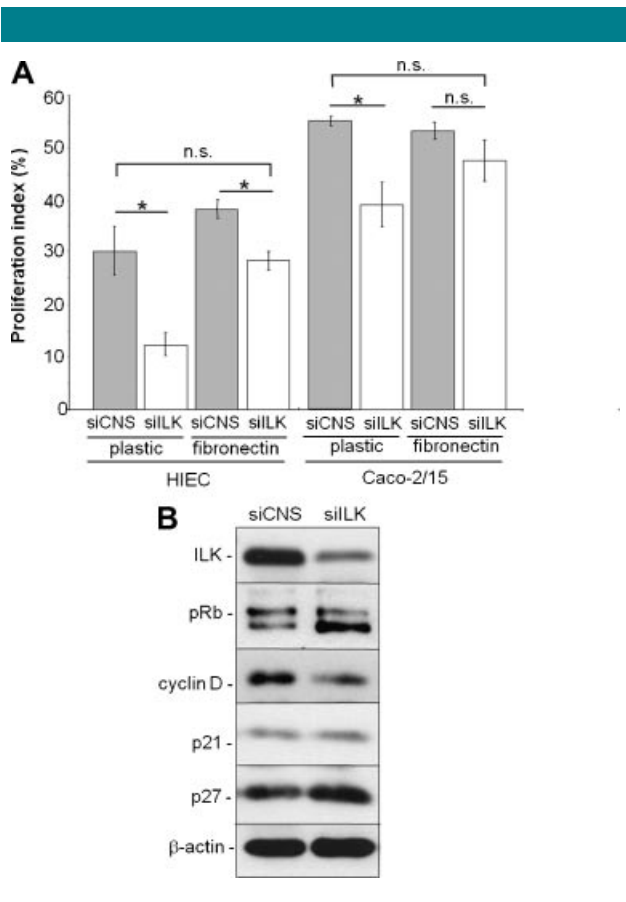 A
n.s.
*
n.s.
n.s.
*
*
Proliferation index (%)
60
50
40
30
20
10
0
siCNS siILK siCNS siILK siCNS siILK siCNS siILK
plastic fibronectin plastic fibronectin
HIEC Caco-2/15
B
siCNS siILK
ILK -
pRb -
cyclin D -
p21 -
p27 -
β-actin -